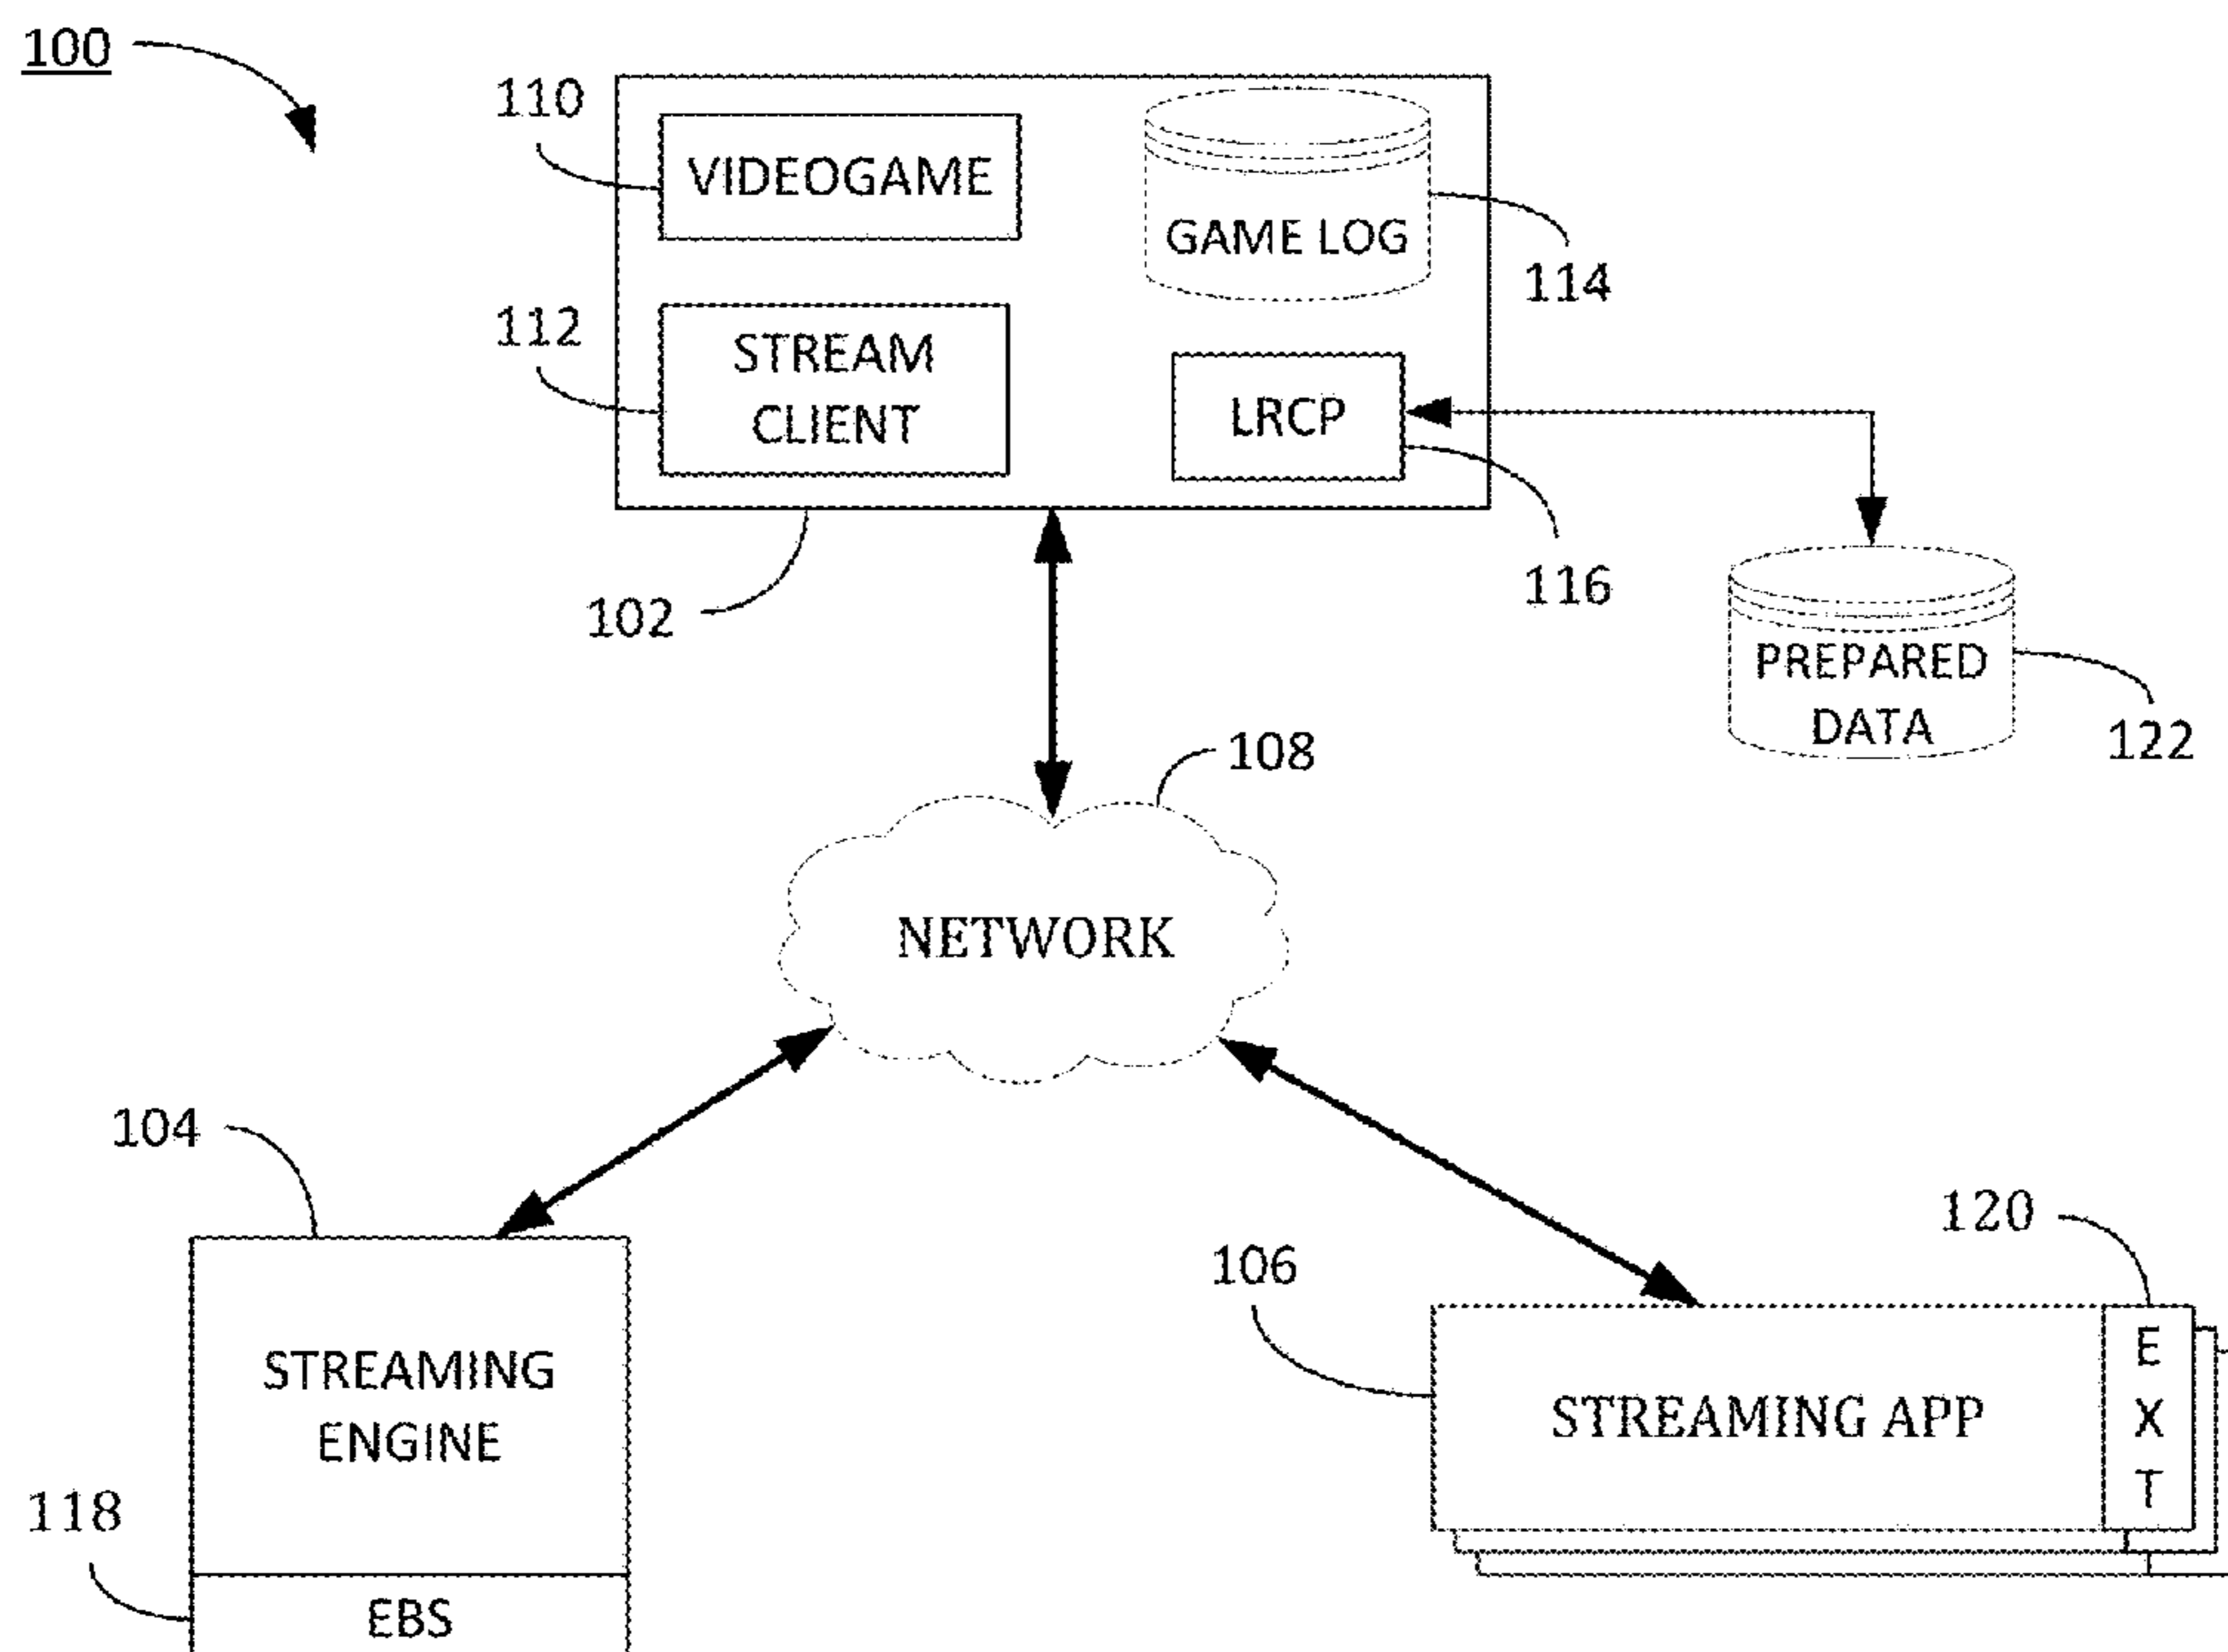 100
110
VIDEOGAME
GAME LOG
114
112
STREAM
CLIENT
LRCP
116
102
PREPARED
DATA
122
108
NETWORK
104
STREAMING
ENGINE
118
EBS
120
106
STREAMING APP
E
X
T